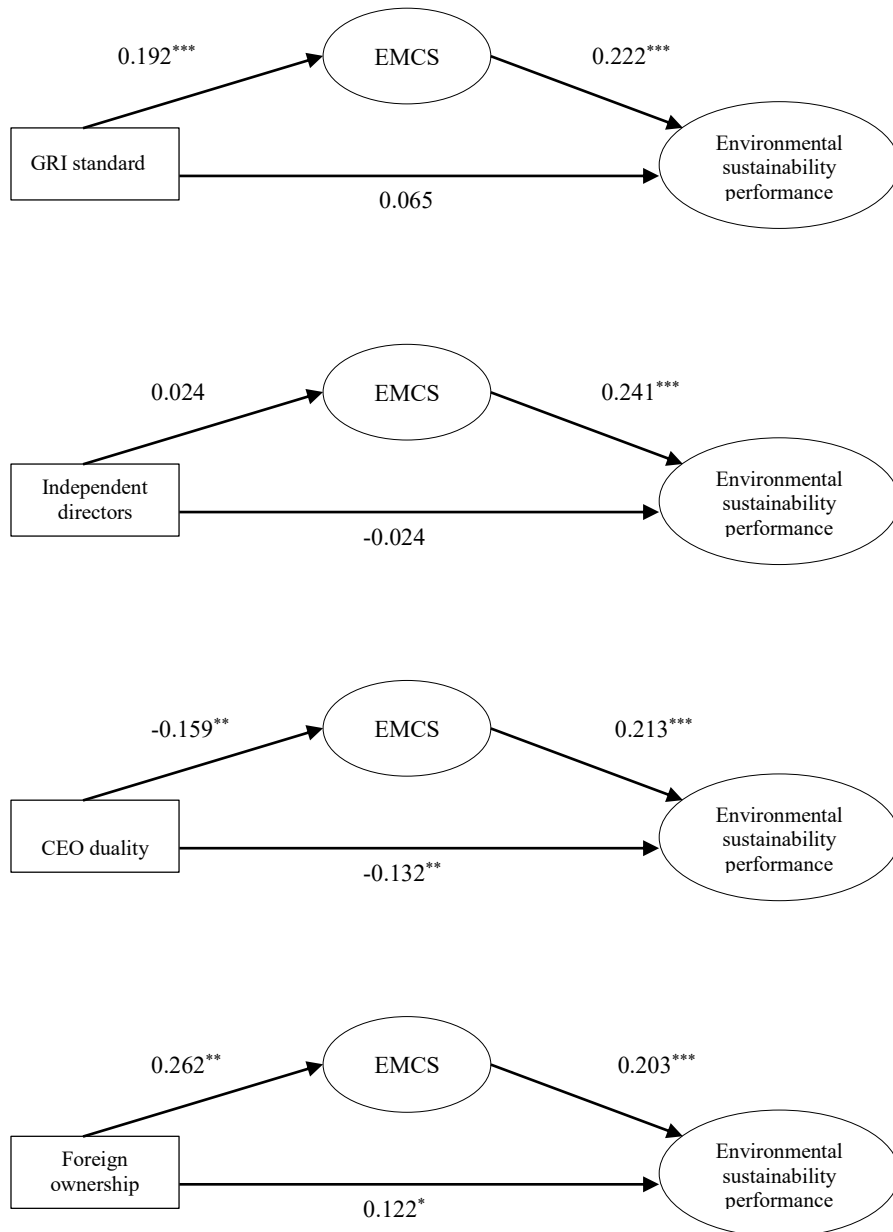 0.192***
EMCS
0.222***
GRI standard
Environmental
sustainability
performance
0.065
0.024
EMCS
0.241***
Independent
directors
Environmental
sustainability
performance
-0.024
-0.159**
EMCS
0.213***
CEO duality
Environmental
sustainability
performance
-0.132**
0.262**
EMCS
0.203***
Foreign
ownership
Environmental
sustainability
performance
0.122*